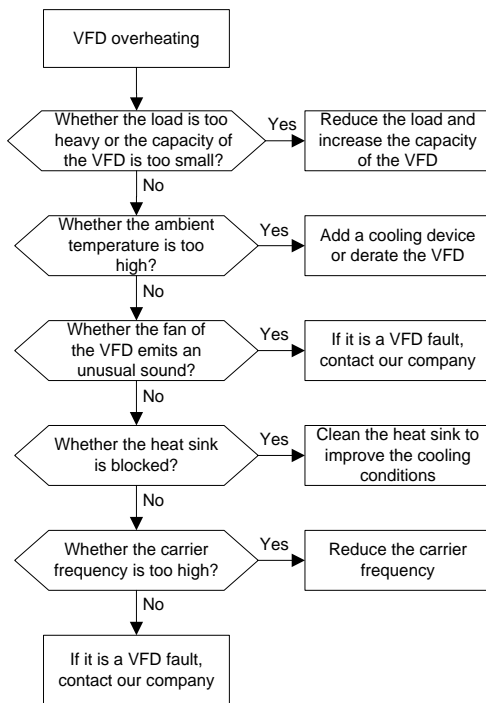 VFD overheating
Whether the load is too
heavy or the capacity of
the VFD is too small?
Yes
Reduce the load and
increase the capacity
of the VFD
No
Whether the ambient
temperature is too
high?
Yes
Add a cooling device
or derate the VFD
No
Whether the fan of
the VFD emits an
unusual sound?
Yes
If it is a VFD fault,
contact our company
No
Whether the heat sink
is blocked?
Yes
Clean the heat sink to
improve the cooling
conditions
No
Whether the carrier
frequency is too high?
Yes
Reduce the carrier
frequency
No
If it is a VFD fault,
contact our company